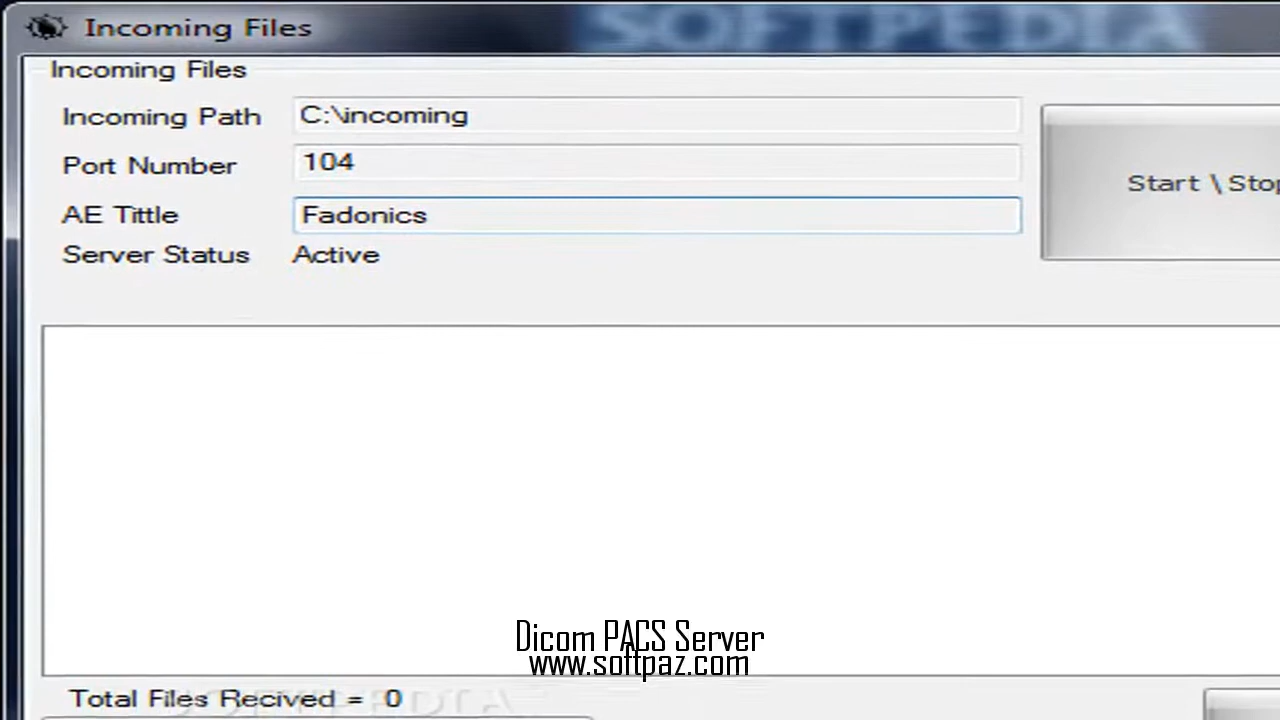 Incoming Files
SOFTPEDIA
Incoming Files
Incoming Path C:\incoming
Port Number 104
Start \ Stop
AE Tittle Fadonics
Server Status Active
Dicom PACS Server
www.softpaz.com
Total Files Recived = 0
SOFTPEDIA